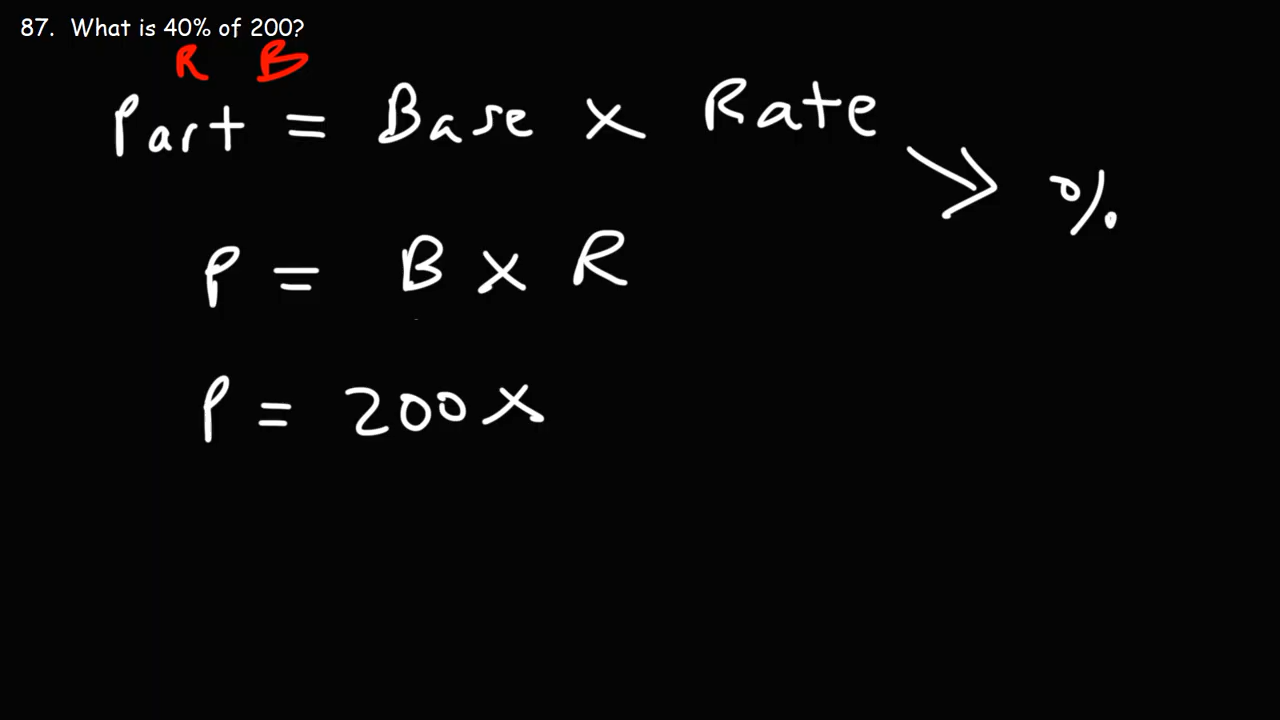 87. What is 40% of 200?
R B
Part = Base x Rate
%
P = B x R
P = 200 x